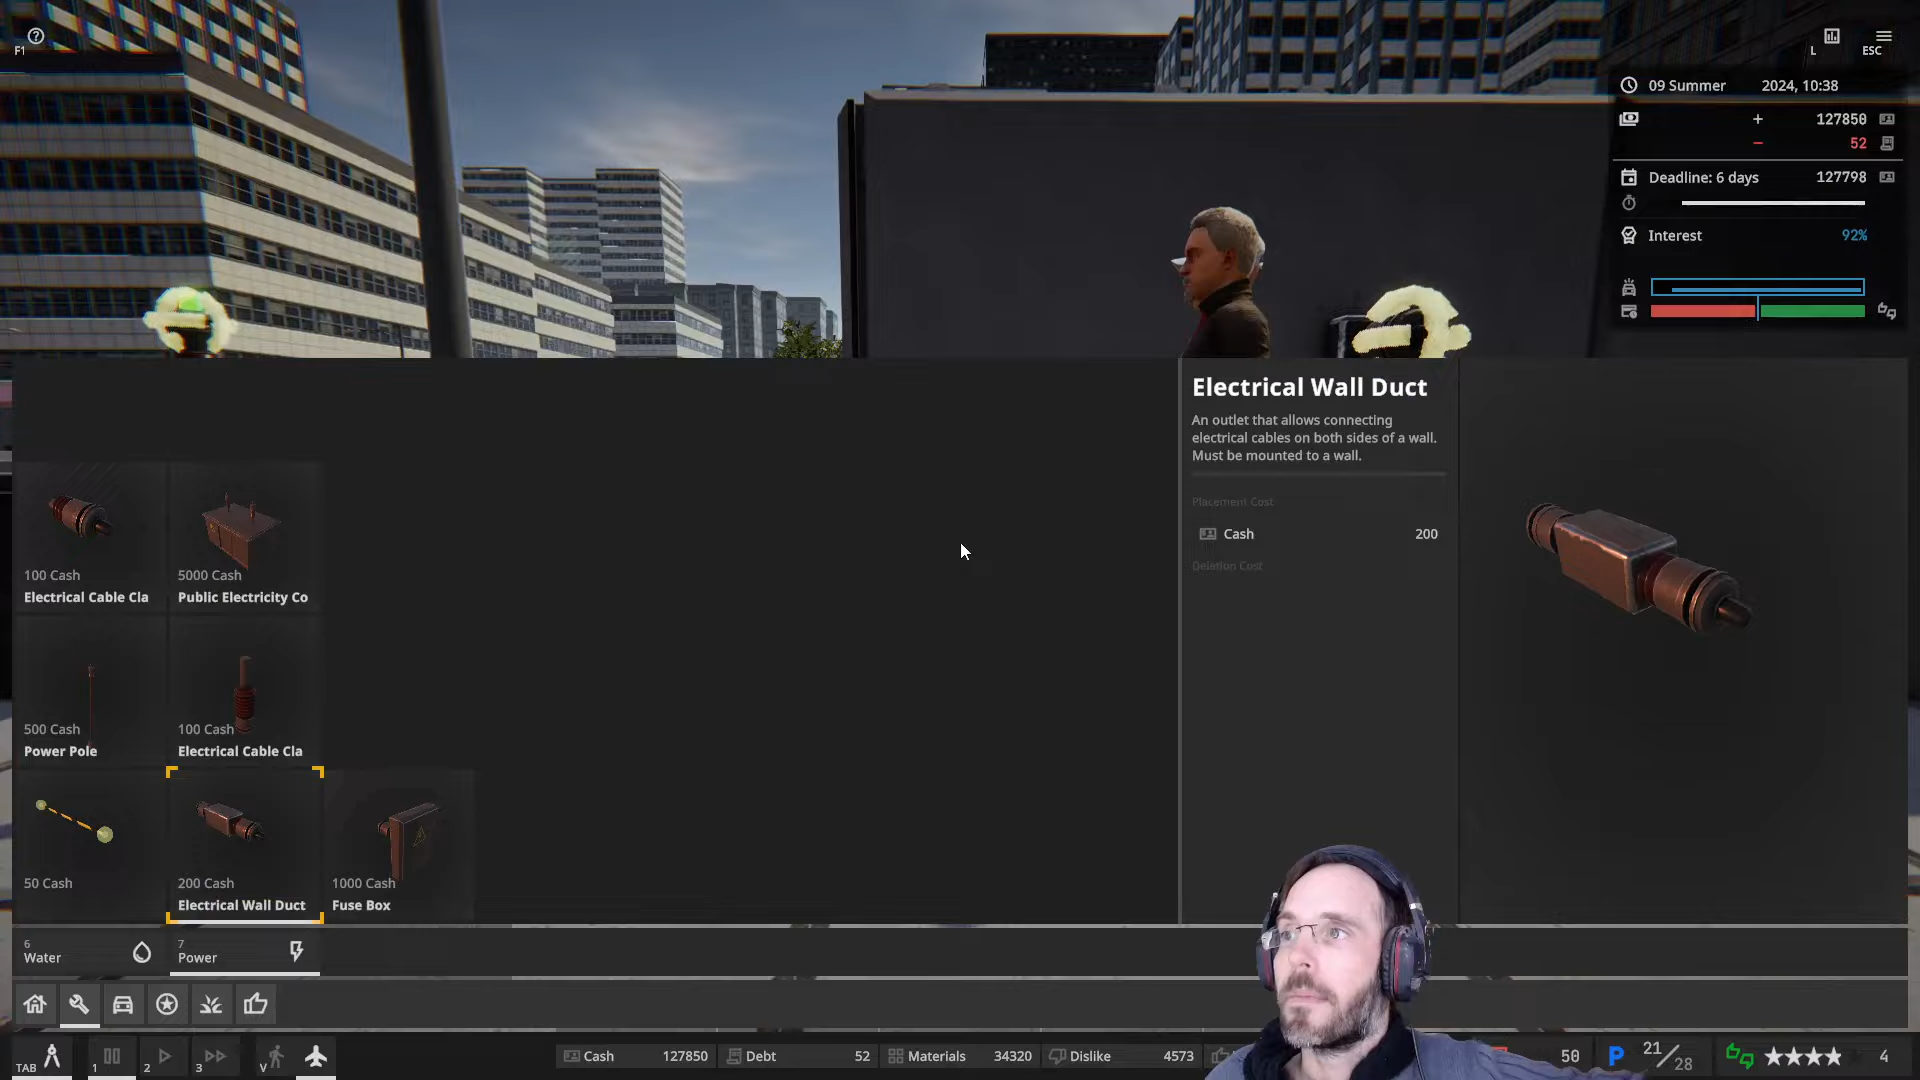 F1
L
ESC
09 Summer 2024, 10:38
+ 127850
− 52
Deadline: 6 days 127798
Interest 92%
Electrical Wall Duct
An outlet that allows connecting
electrical cables on both sides of a wall.
Must be mounted to a wall.
Placement Cost
Cash 200
Deletion Cost
100 Cash
Electrical Cable Cla
5000 Cash
Public Electricity Co
500 Cash
Power Pole
100 Cash
Electrical Cable Cla
50 Cash
200 Cash
Electrical Wall Duct
1000 Cash
Fuse Box
6
Water
7
Power
TAB 1 2 3 V
Cash 127850
Debt 52
Materials 34320
Dislike 4573
50
P 21/28
4